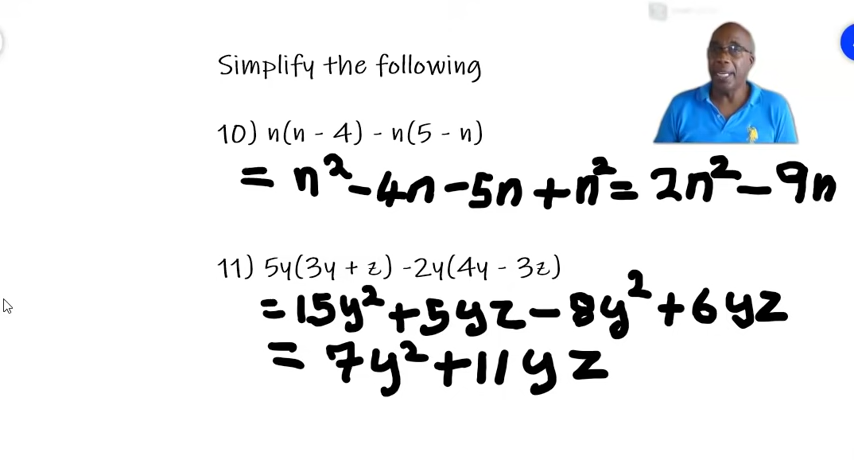 Simplify the following
10) n(n - 4) - n(5 - n)
= n² - 4n - 5n + n² = 2n² - 9n
11) 5y(3y + z) -2y(4y - 3z)
= 15y² + 5yz - 8y² + 6yz
= 7y² + 11yz